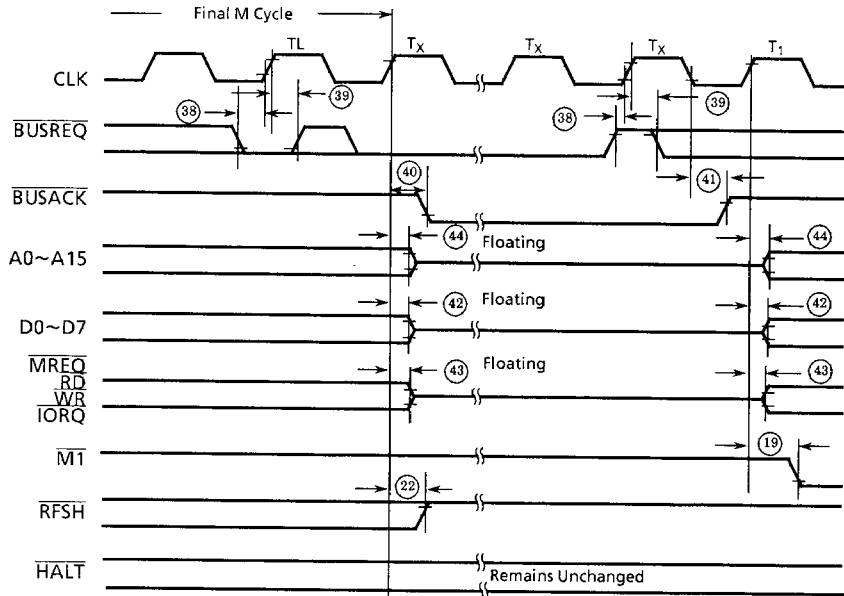 Final M Cycle
TL TX TX TX T1
CLK
38 39 38 39
BUSREQ
40 41
BUSACK
44 Floating 44
A0~A15
42 Floating 42
D0~D7
MREQ 43 Floating 43
RD
WR
IORQ
M1 19
22
RFSH
HALT
Remains Unchanged